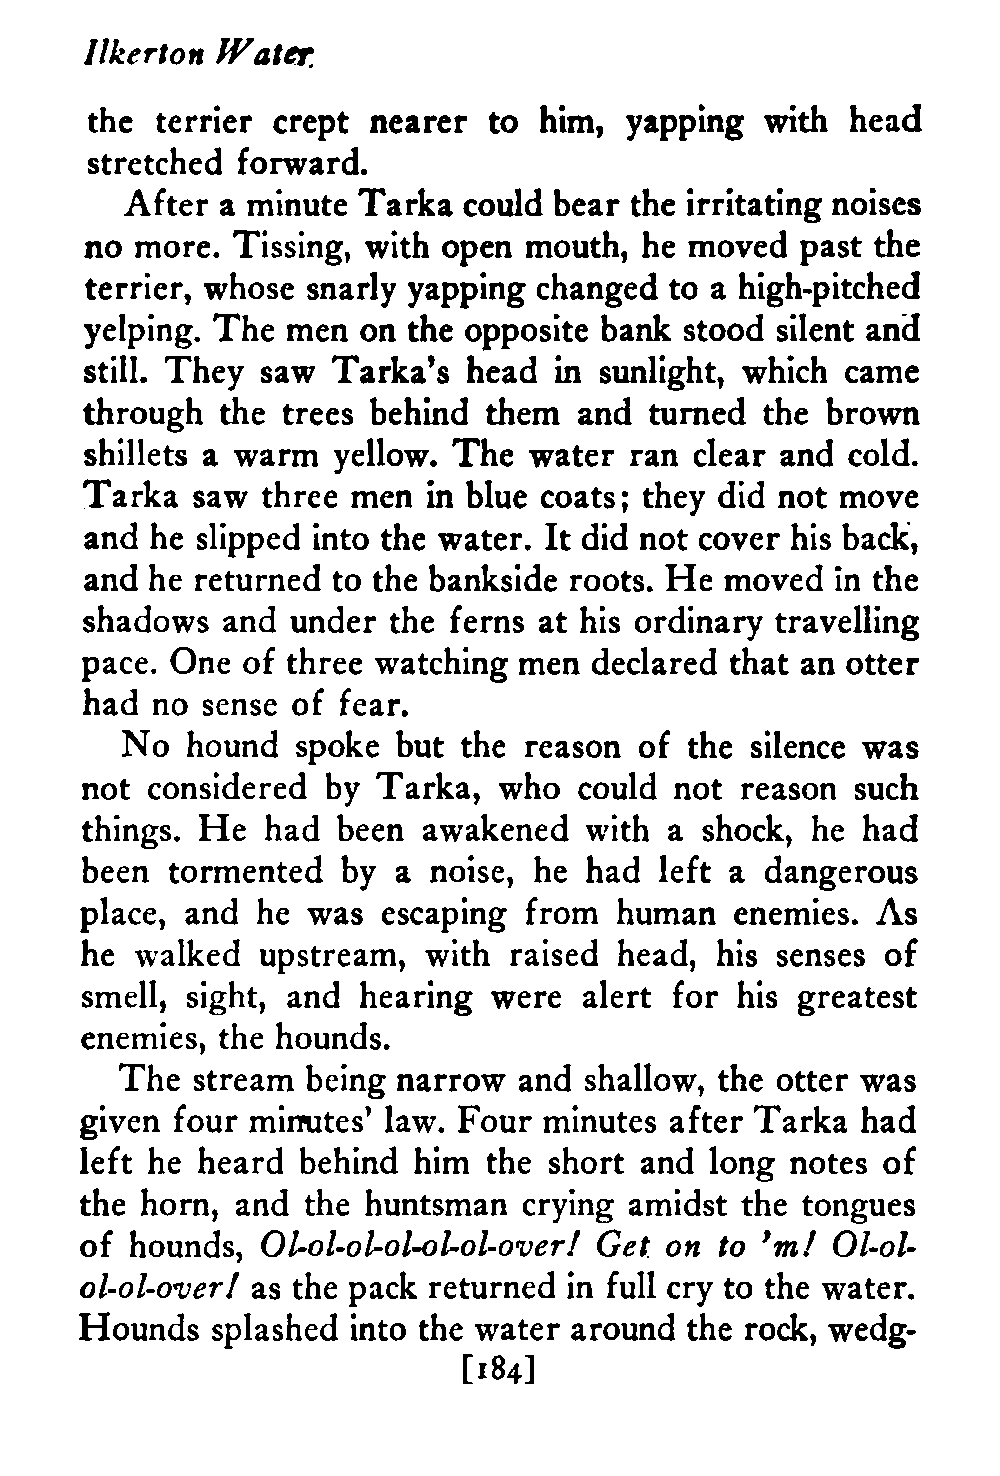 Ilkerton Water.
the terrier crept nearer to him, yapping with head
stretched forward.
After a minute Tarka could bear the irritating noises
no more. Tissing, with open mouth, he moved past the
terrier, whose snarly yapping changed to a high-pitched
yelping. The men on the opposite bank stood silent and
still. They saw Tarka's head in sunlight, which came
through the trees behind them and turned the brown
shillets a warm yellow. The water ran clear and cold.
Tarka saw three men in blue coats; they did not move
and he slipped into the water. It did not cover his back,
and he returned to the bankside roots. He moved in the
shadows and under the ferns at his ordinary travelling
pace. One of three watching men declared that an otter
had no sense of fear.
No hound spoke but the reason of the silence was
not considered by Tarka, who could not reason such
things. He had been awakened with a shock, he had
been tormented by a noise, he had left a dangerous
place, and he was escaping from human enemies. As
he walked upstream, with raised head, his senses of
smell, sight, and hearing were alert for his greatest
enemies, the hounds.
The stream being narrow and shallow, the otter was
given four minutes' law. Four minutes after Tarka had
left he heard behind him the short and long notes of
the horn, and the huntsman crying amidst the tongues
of hounds, Ol-ol-ol-ol-ol-ol-over! Get on to 'm! Ol-ol-
ol-ol-over! as the pack returned in full cry to the water.
Hounds splashed into the water around the rock, wedg-
[184]